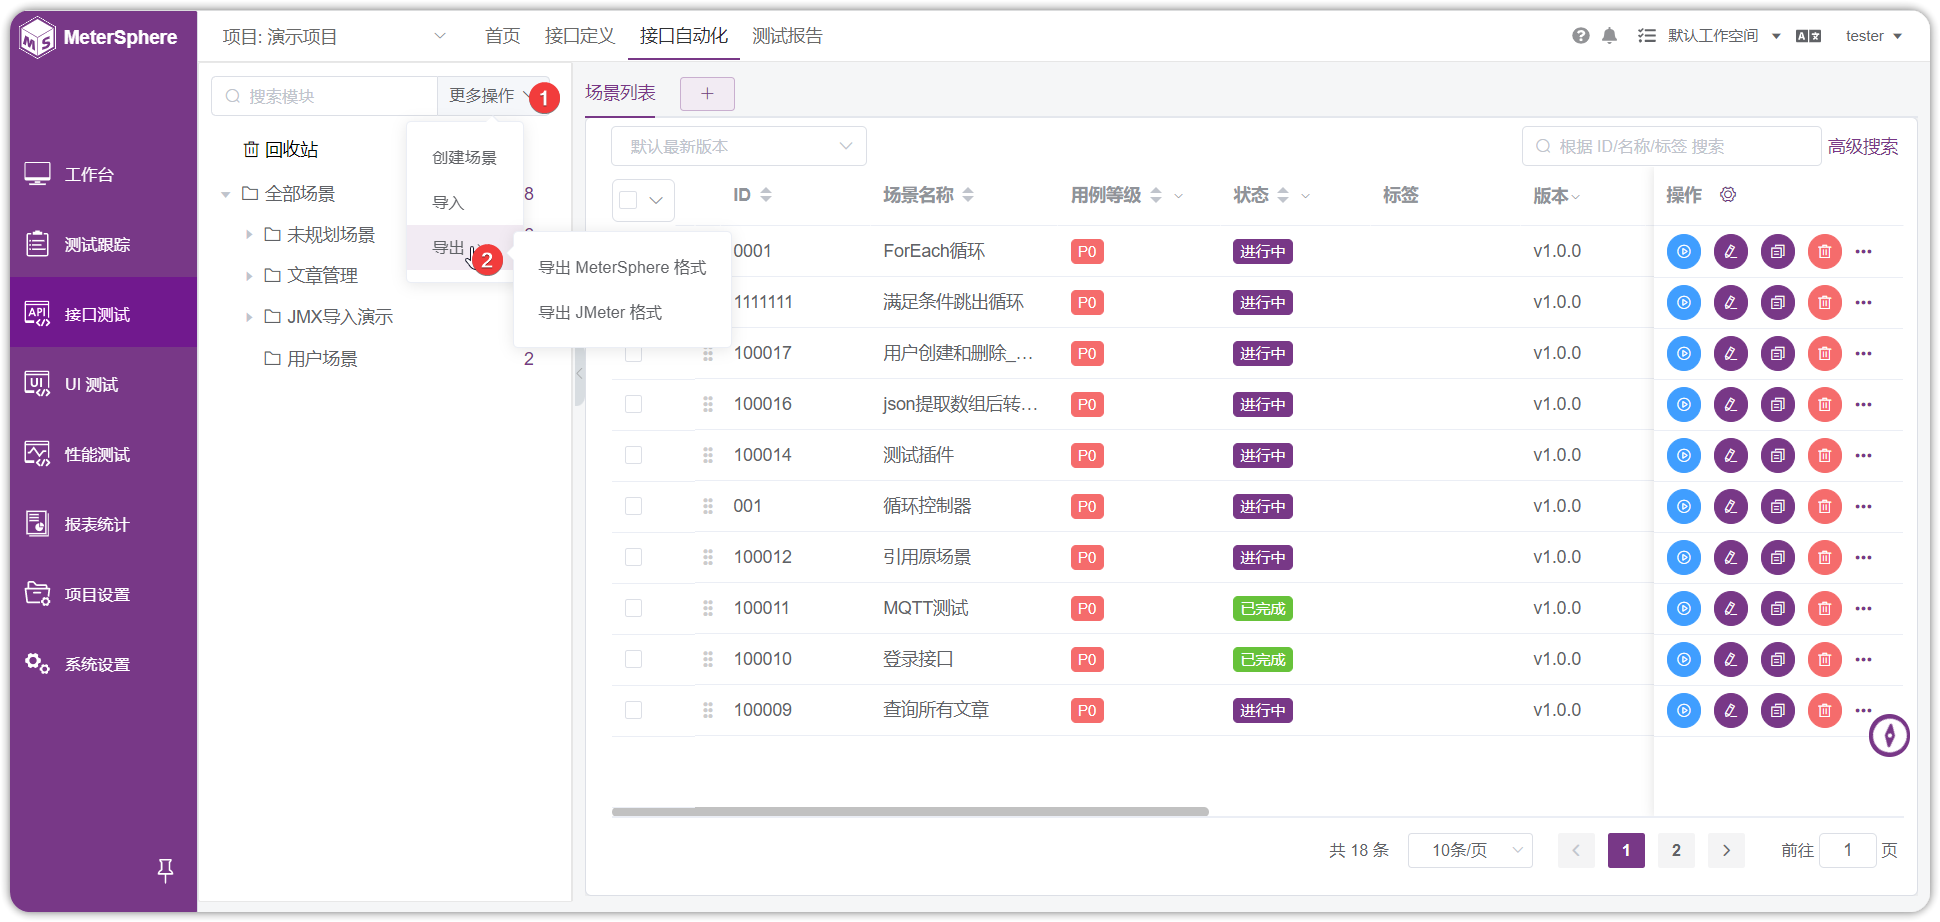 MeterSphere
项目: 演示项目
首页
接口定义
接口自动化
测试报告
默认工作空间
tester
工作台
测试跟踪
接口测试
UI 测试
性能测试
报表统计
项目设置
系统设置
搜索模块
更多操作
1
回收站
全部场景
8
未规划场景
文章管理
JMX导入演示
用户场景
2
创建场景
导入
导出
2
导出 MeterSphere 格式
导出 JMeter 格式
场景列表
+
默认最新版本
根据 ID/名称/标签 搜索
高级搜索
ID 场景名称 用例等级 状态 标签 版本 操作
0001 ForEach循环 P0 进行中 v1.0.0
1111111 满足条件跳出循环 P0 进行中 v1.0.0
100017 用户创建和删除_... P0 进行中 v1.0.0
100016 json提取数组后转... P0 进行中 v1.0.0
100014 测试插件 P0 进行中 v1.0.0
001 循环控制器 P0 进行中 v1.0.0
100012 引用原场景 P0 进行中 v1.0.0
100011 MQTT测试 P0 已完成 v1.0.0
100010 登录接口 P0 已完成 v1.0.0
100009 查询所有文章 P0 进行中 v1.0.0
共 18 条 10条/页 1 2 前往 1 页